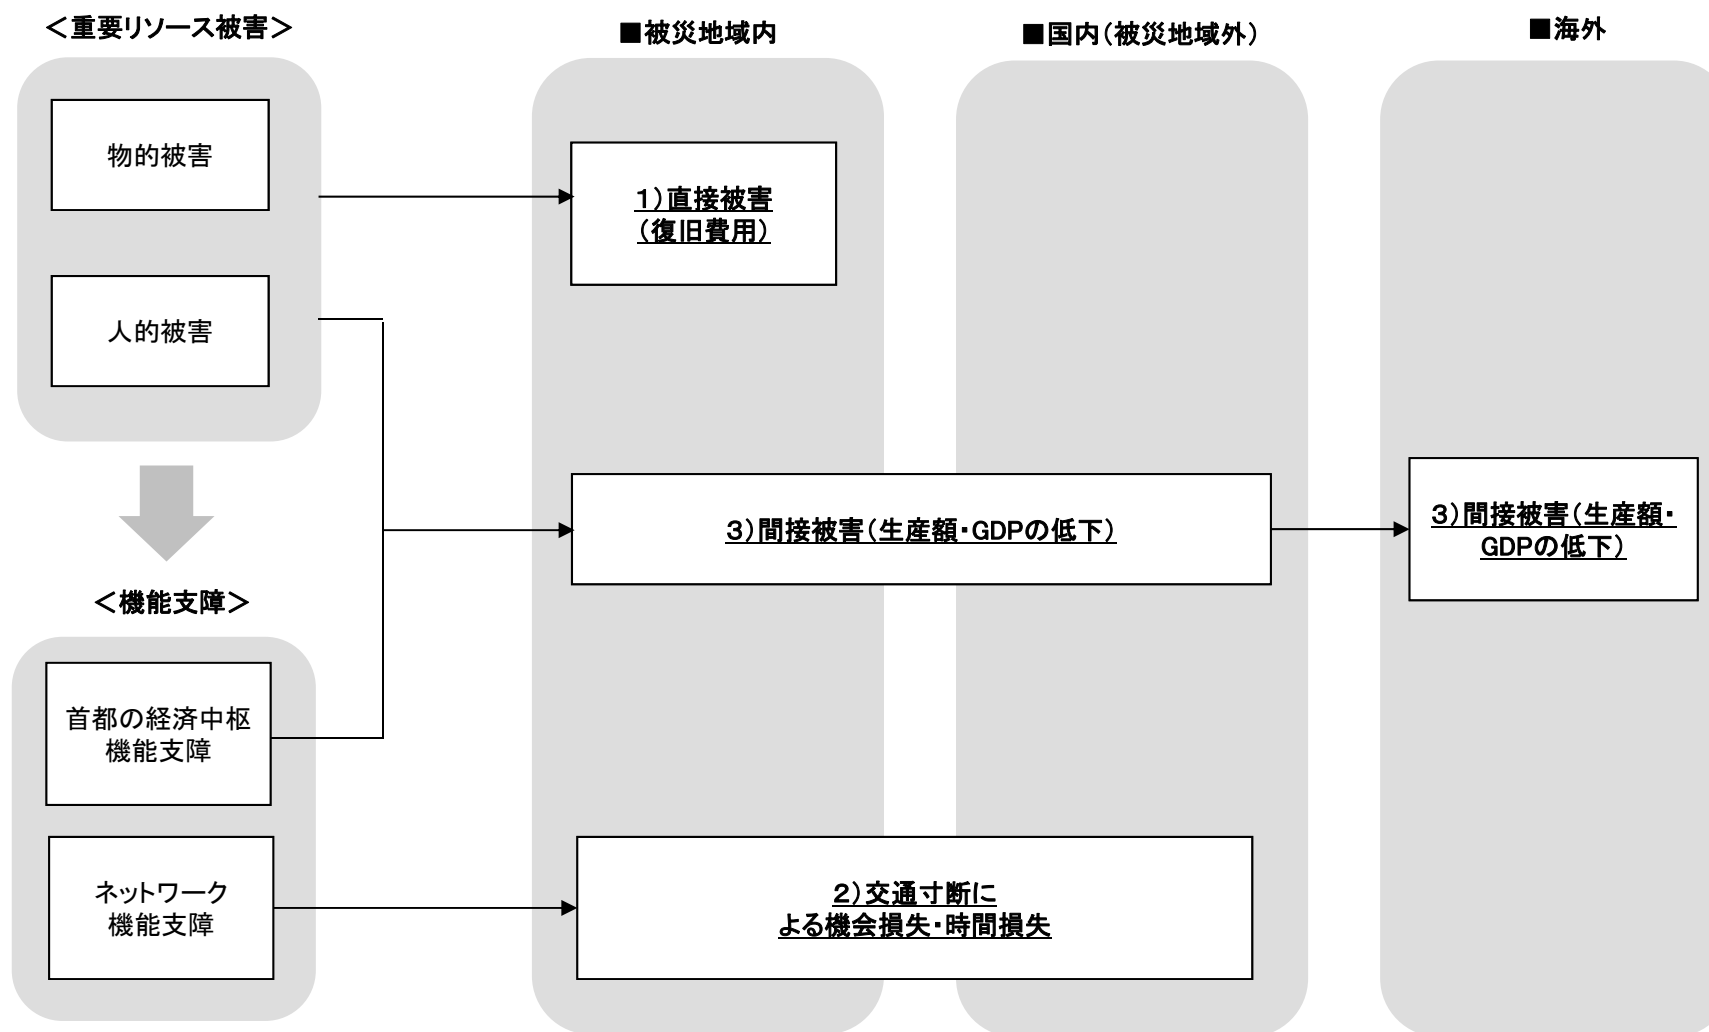 ＜重要リソース被害＞
■被災地域内
■国内（被災地域外）
■海外
物的被害
1）直接被害
（復旧費用）
人的被害
3）間接被害（生産額・GDPの低下）
3）間接被害（生産額・
GDPの低下）
＜機能支障＞
首都の経済中枢
機能支障
ネットワーク
機能支障
2）交通寸断に
よる機会損失・時間損失